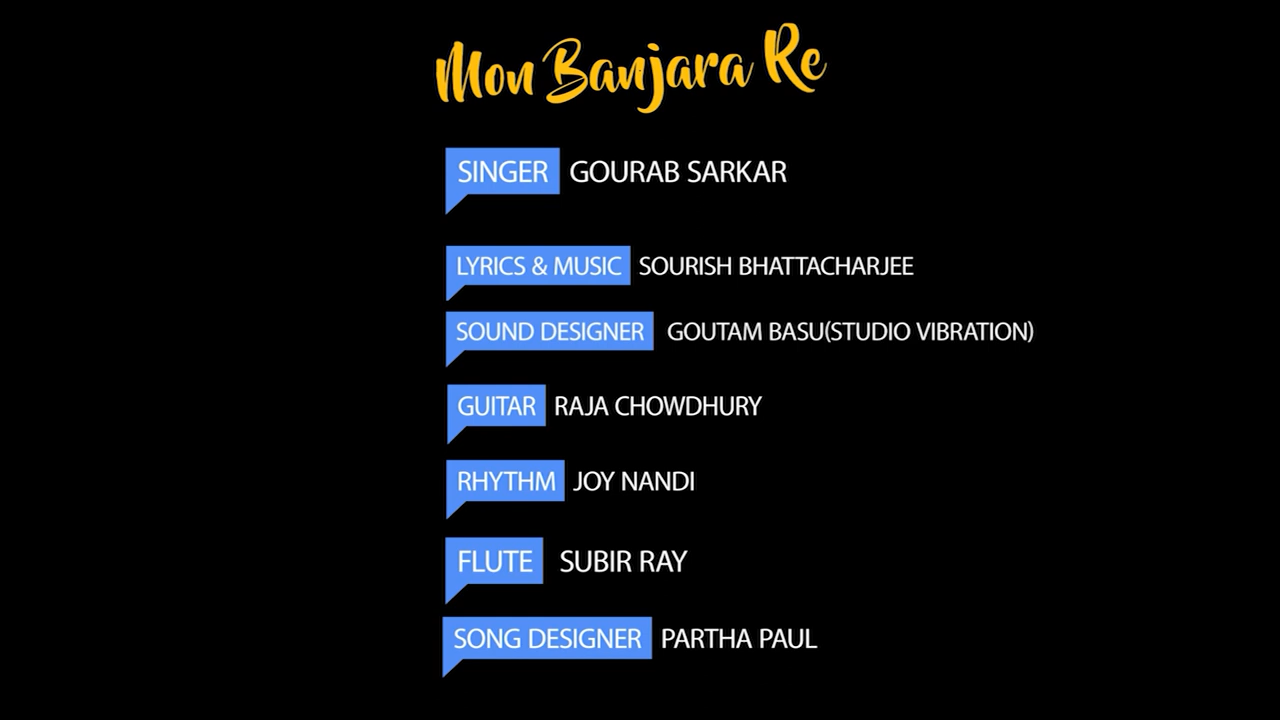 Mon Banjara Re
SINGER GOURAB SARKAR
LYRICS & MUSIC SOURISH BHATTACHARJEE
SOUND DESIGNER GOUTAM BASU(STUDIO VIBRATION)
GUITAR RAJA CHOWDHURY
RHYTHM JOY NANDI
FLUTE SUBIR RAY
SONG DESIGNER PARTHA PAUL